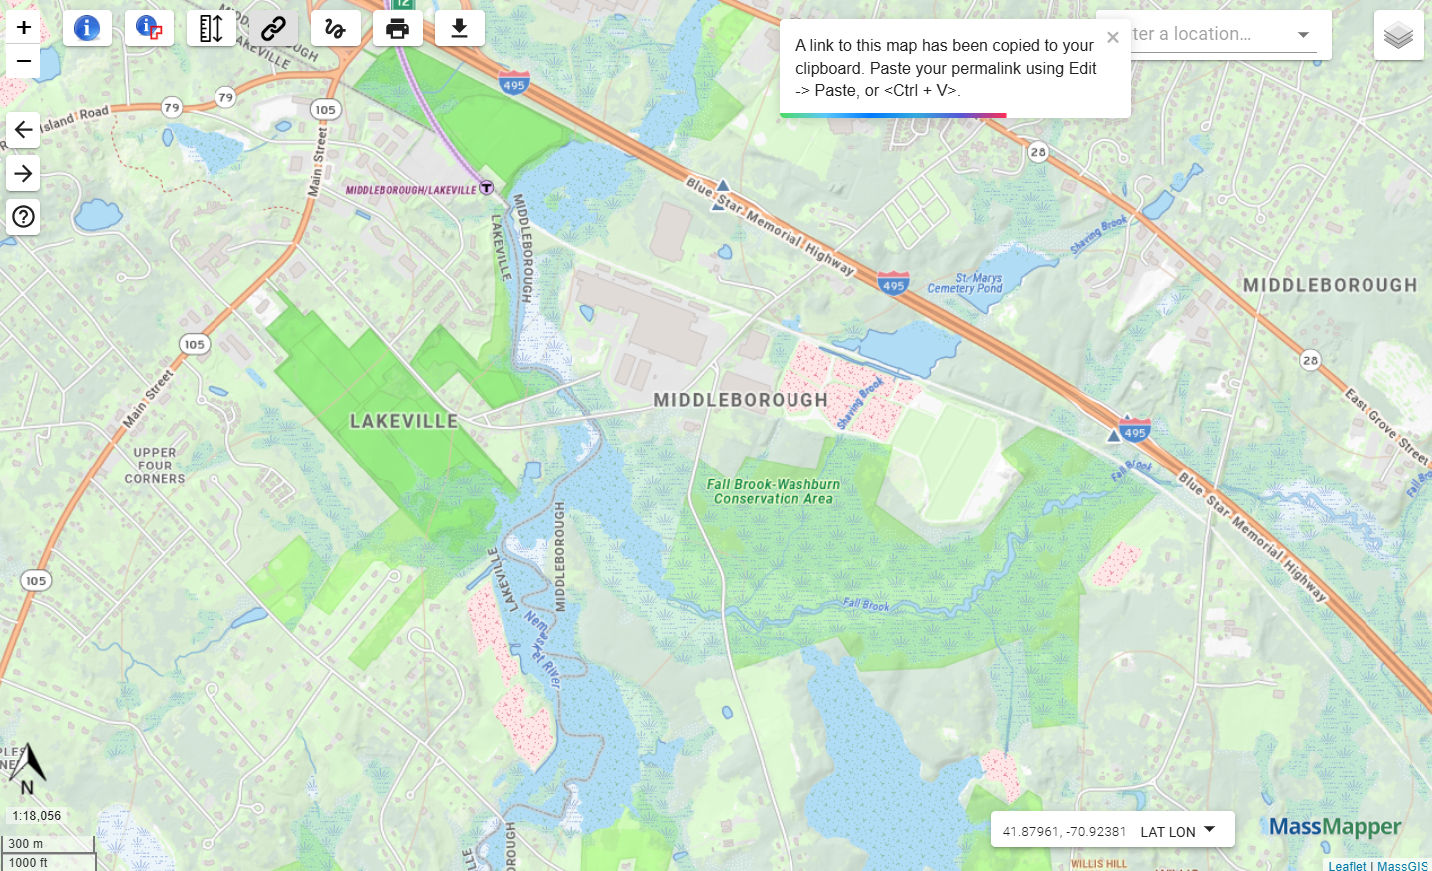 +
−
12
A link to this map has been copied to your
clipboard. Paste your permalink using Edit
-> Paste, or <Ctrl + V>.
ter a location...
MIDDLEBOROUGH
LAKEVILLE
495
79
79
105
Island Road
Main Street
28
MIDDLEBOROUGH/LAKEVILLE
T
LAKEVILLE
MIDDLEBOROUGH
Blue Star Memorial Highway
Shaving Brook
St. Marys
Cemetery Pond
495
MIDDLEBOROUGH
105
Main Street
28
East Grove Street
LAKEVILLE
MIDDLEBOROUGH
Shaving Brook
495
UPPER
FOUR
CORNERS
Fall Brook-Washburn
Conservation Area
Fall Brook
Fall B
Blue Star Memorial Highway
LAKEVILLE
MIDDLEBOROUGH
105
Fall Brook
Nemasket River
N
1:18,056
300 m
1000 ft
41.87961, -70.92381 LAT LON
MassMapper
WILLIS HILL
Leaflet | MassGIS